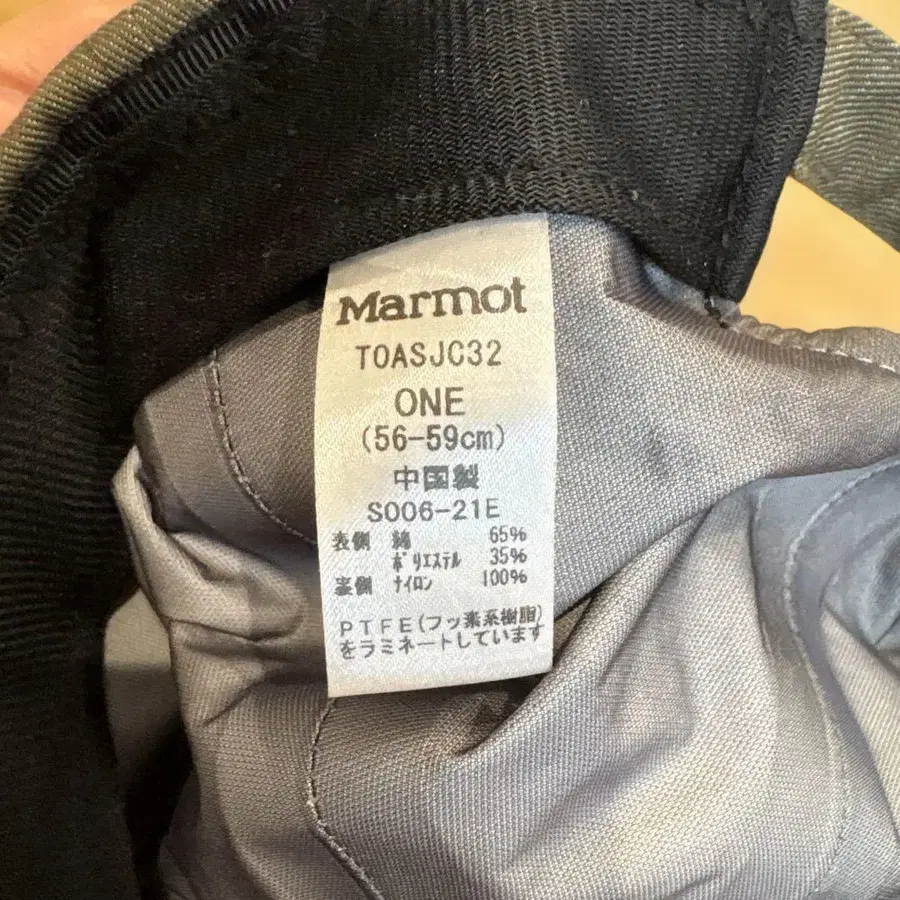 Marmot
TOASJC32
ONE
(56-59cm)
中国製
S006-21E
表側 綿 65%
ポリエステル 35%
裏側 ナイロン 100%
PTFE(フッ素系樹脂)
をラミネートしています